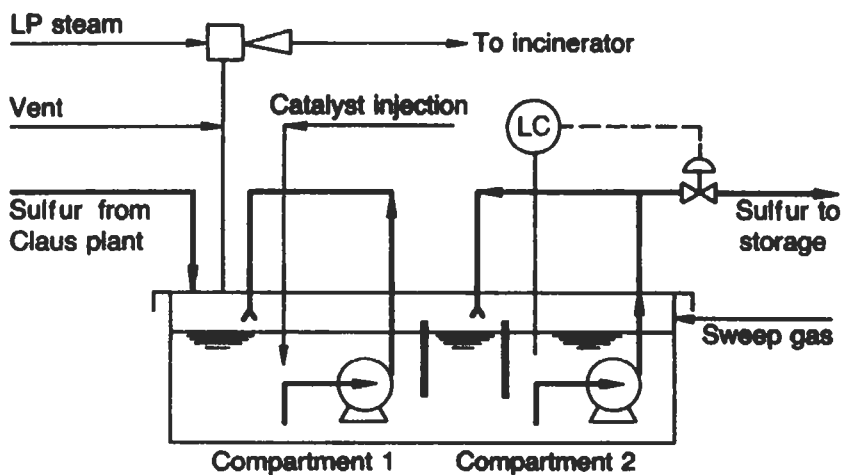 LP steam
To incinerator
Vent
Catalyst injection
LC
Sulfur from
Claus plant
Sulfur to
storage
Sweep gas
Compartment 1
Compartment 2